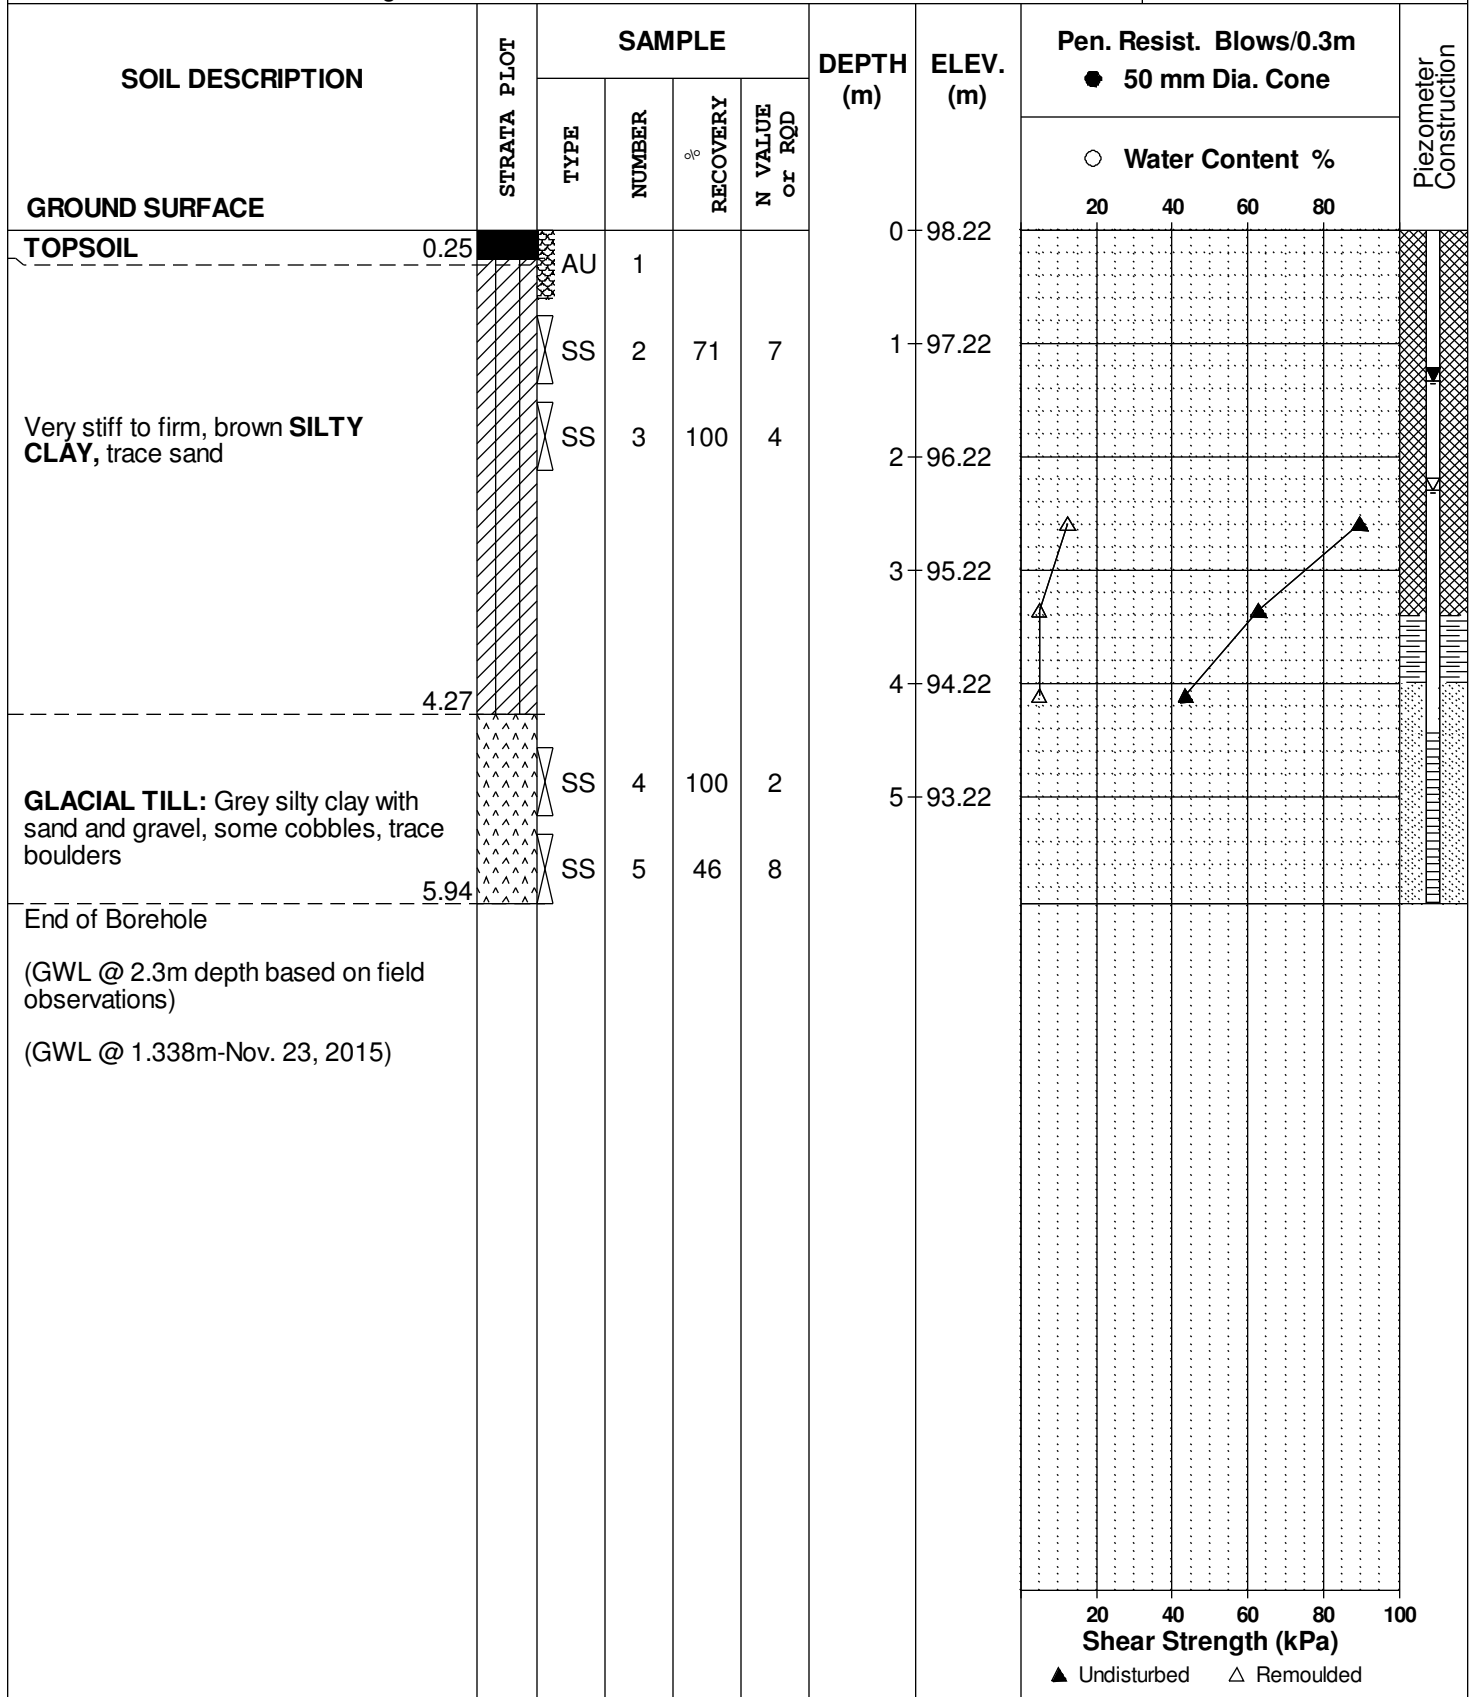 SOIL DESCRIPTION
GROUND SURFACE
STRATA PLOT
SAMPLE
TYPE
NUMBER
% RECOVERY
N VALUE or RQD
DEPTH (m)
ELEV. (m)
Pen. Resist. Blows/0.3m
● 50 mm Dia. Cone
○ Water Content %
20 40 60 80
Piezometer Construction
TOPSOIL 0.25
AU 1
0 98.22
SS 2 71 7
1 97.22
Very stiff to firm, brown SILTY
CLAY, trace sand
SS 3 100 4
2 96.22
3 95.22
4 94.22
4.27
GLACIAL TILL: Grey silty clay with
sand and gravel, some cobbles, trace
boulders
SS 4 100 2
5 93.22
SS 5 46 8
5.94
End of Borehole
(GWL @ 2.3m depth based on field
observations)
(GWL @ 1.338m-Nov. 23, 2015)
20 40 60 80 100
Shear Strength (kPa)
▲ Undisturbed △ Remoulded